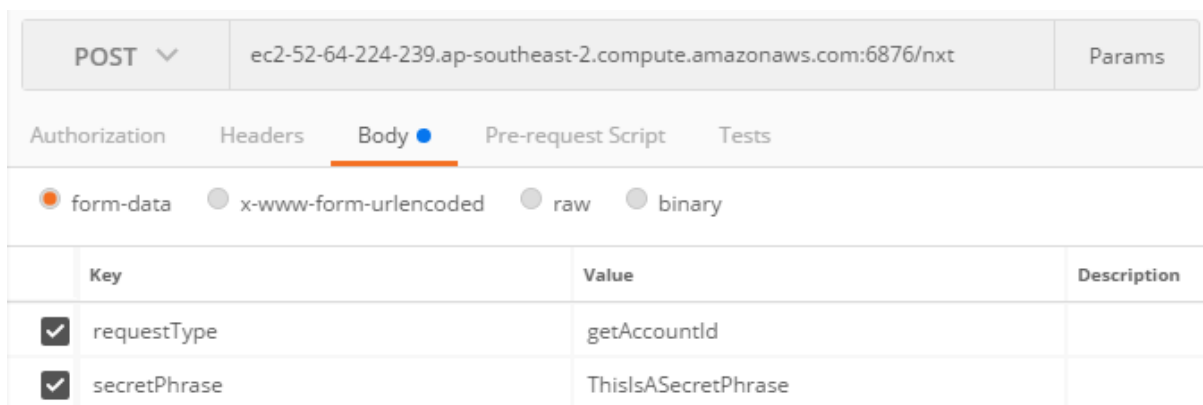 POST ec2-52-64-224-239.ap-southeast-2.compute.amazonaws.com:6876/nxt Params
Authorization Headers Body Pre-request Script Tests
form-data x-www-form-urlencoded raw binary
Key Value Description
requestType getAccountId
secretPhrase ThisIsASecretPhrase